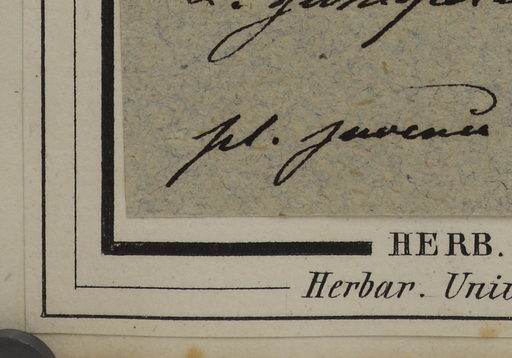 pl. juvenis
HERB.
Herbar. Univ